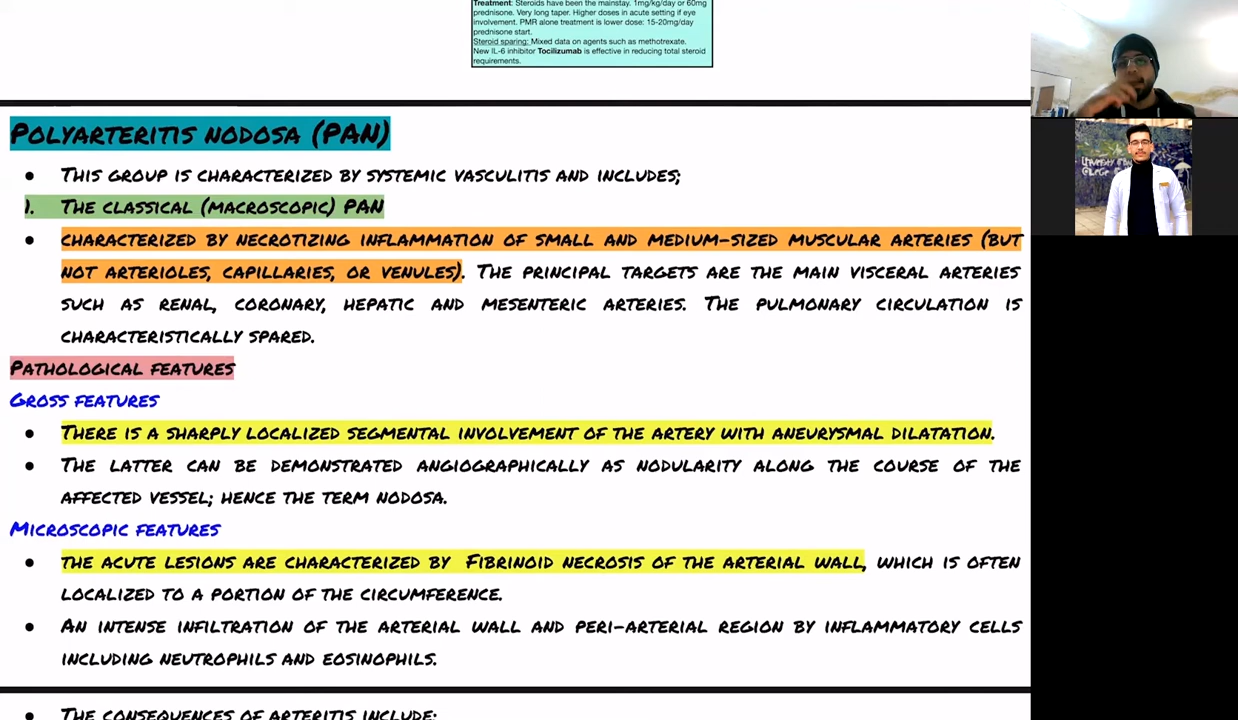 Treatment: Steroids have been the mainstay. 1mg/kg/day or 60mg
prednisone. Very long taper. Higher doses in acute setting if eye
involvement. PMR alone treatment is lower dose: 15-20mg/day
prednisone start.
Steroid sparing: Mixed data on agents such as methotrexate.
New IL-6 inhibitor Tocilizumab is effective in reducing total steroid
requirements.
POLYARTERITIS NODOSA (PAN)
● THIS GROUP IS CHARACTERIZED BY SYSTEMIC VASCULITIS AND INCLUDES;
1. THE CLASSICAL (MACROSCOPIC) PAN
● CHARACTERIZED BY NECROTIZING INFLAMMATION OF SMALL AND MEDIUM-SIZED MUSCULAR ARTERIES (BUT
NOT ARTERIOLES, CAPILLARIES, OR VENULES). THE PRINCIPAL TARGETS ARE THE MAIN VISCERAL ARTERIES
SUCH AS RENAL, CORONARY, HEPATIC AND MESENTERIC ARTERIES. THE PULMONARY CIRCULATION IS
CHARACTERISTICALLY SPARED.
PATHOLOGICAL FEATURES
GROSS FEATURES
● THERE IS A SHARPLY LOCALIZED SEGMENTAL INVOLVEMENT OF THE ARTERY WITH ANEURYSMAL DILATATION.
● THE LATTER CAN BE DEMONSTRATED ANGIOGRAPHICALLY AS NODULARITY ALONG THE COURSE OF THE
AFFECTED VESSEL; HENCE THE TERM NODOSA.
MICROSCOPIC FEATURES
● THE ACUTE LESIONS ARE CHARACTERIZED BY FIBRINOID NECROSIS OF THE ARTERIAL WALL, WHICH IS OFTEN
LOCALIZED TO A PORTION OF THE CIRCUMFERENCE.
● AN INTENSE INFILTRATION OF THE ARTERIAL WALL AND PERI-ARTERIAL REGION BY INFLAMMATORY CELLS
INCLUDING NEUTROPHILS AND EOSINOPHILS.
● THE CONSEQUENCES OF ARTERITIS INCLUDE: